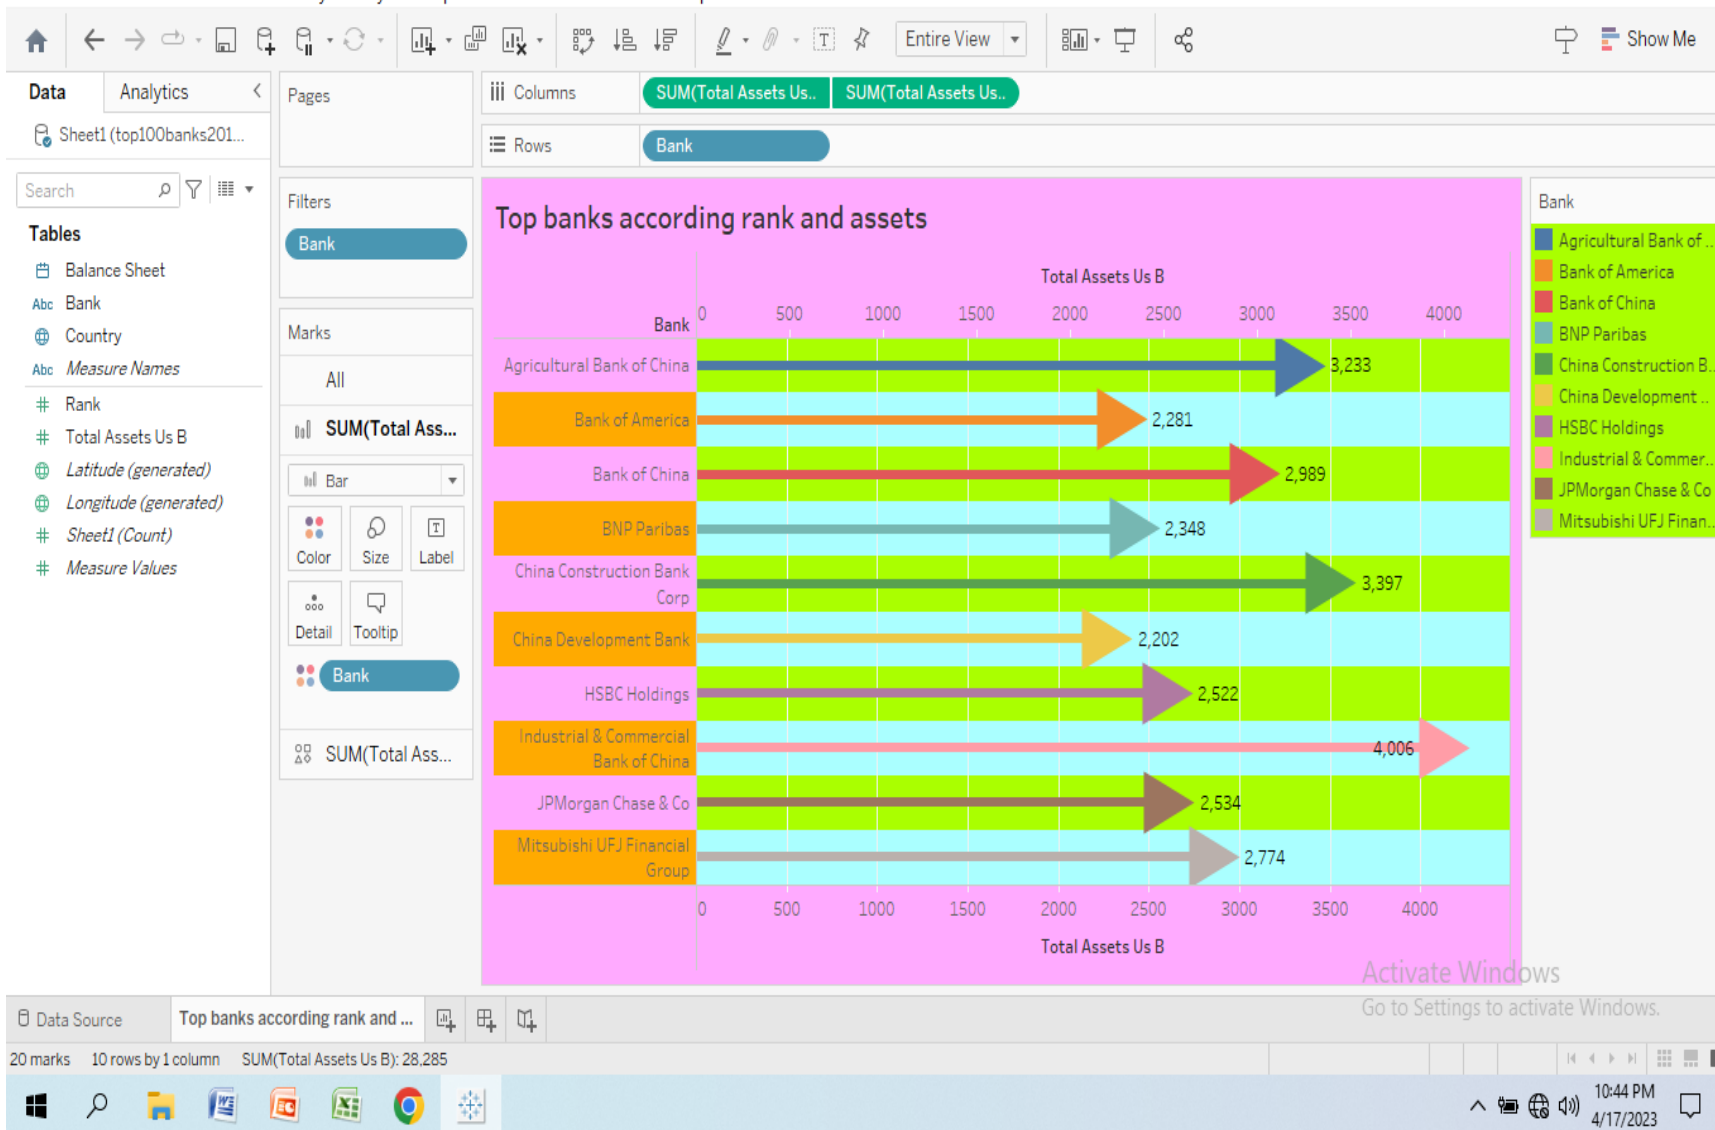 Entire View
Show Me
Data
Analytics
Pages
Columns
SUM(Total Assets Us..
SUM(Total Assets Us..
Sheet1 (top100banks201...
Rows
Bank
Search
Filters
Bank
Tables
Balance Sheet
Abc Bank
Country
Abc Measure Names
# Rank
# Total Assets Us B
Latitude (generated)
Longitude (generated)
# Sheet1 (Count)
# Measure Values
Marks
All
SUM(Total Ass...
Bar
Color
Size
T
Label
Detail
Tooltip
Bank
SUM(Total Ass...
Top banks according rank and assets
Total Assets Us B
Bank
0 500 1000 1500 2000 2500 3000 3500 4000
Agricultural Bank of China 3,233
Bank of America 2,281
Bank of China 2,989
BNP Paribas 2,348
China Construction Bank
Corp 3,397
China Development Bank 2,202
HSBC Holdings 2,522
Industrial & Commercial
Bank of China 4,006
JPMorgan Chase & Co 2,534
Mitsubishi UFJ Financial
Group 2,774
0 500 1000 1500 2000 2500 3000 3500 4000
Total Assets Us B
Bank
Agricultural Bank of ..
Bank of America
Bank of China
BNP Paribas
China Construction B..
China Development ..
HSBC Holdings
Industrial & Commer..
JPMorgan Chase & Co
Mitsubishi UFJ Finan..
Activate Windows
Go to Settings to activate Windows.
Data Source
Top banks according rank and ...
20 marks 10 rows by 1 column SUM(Total Assets Us B): 28,285
10:44 PM
4/17/2023